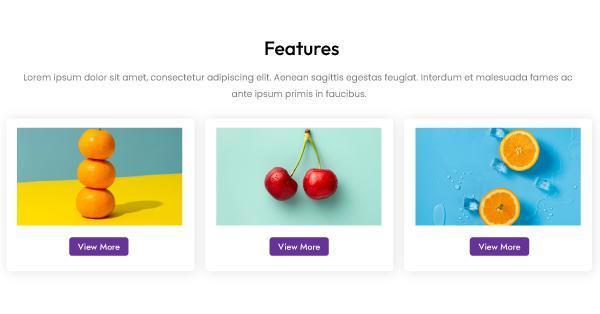 Features
Lorem ipsum dolor sit amet, consectetur adipiscing elit. Aenean sagittis egestas feugiat. Interdum et malesuada fames ac
ante ipsum primis in faucibus.
View More
View More
View More